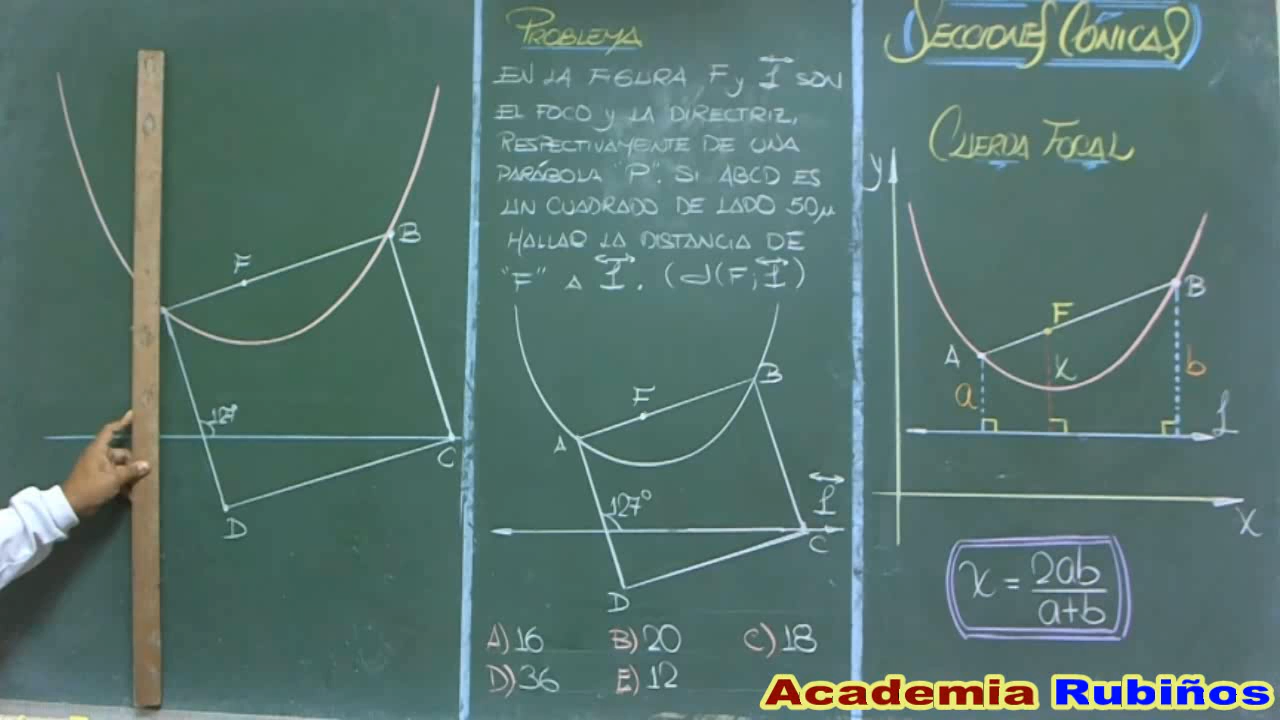 F
B
127°
C
D
PROBLEMA
EN LA FIGURA F y L SON
EL FOCO y LA DIRECTRIZ,
RESPECTIVAMENTE DE UNA
PARÁBOLA "P". SI ABCD ES
UN CUADRADO DE LADO 50μ
HALLAR LA DISTANCIA DE
"F" A L. (d(F; L)
F
B
A
127°
L
C
D
A) 16 B) 20 C) 18
D) 36 E) 12
SECCIONES CÓNICAS
CUERDA FOCAL
y
F
B
A
x
a
b
L
X
x = 2ab
a+b
Academia Rubiños